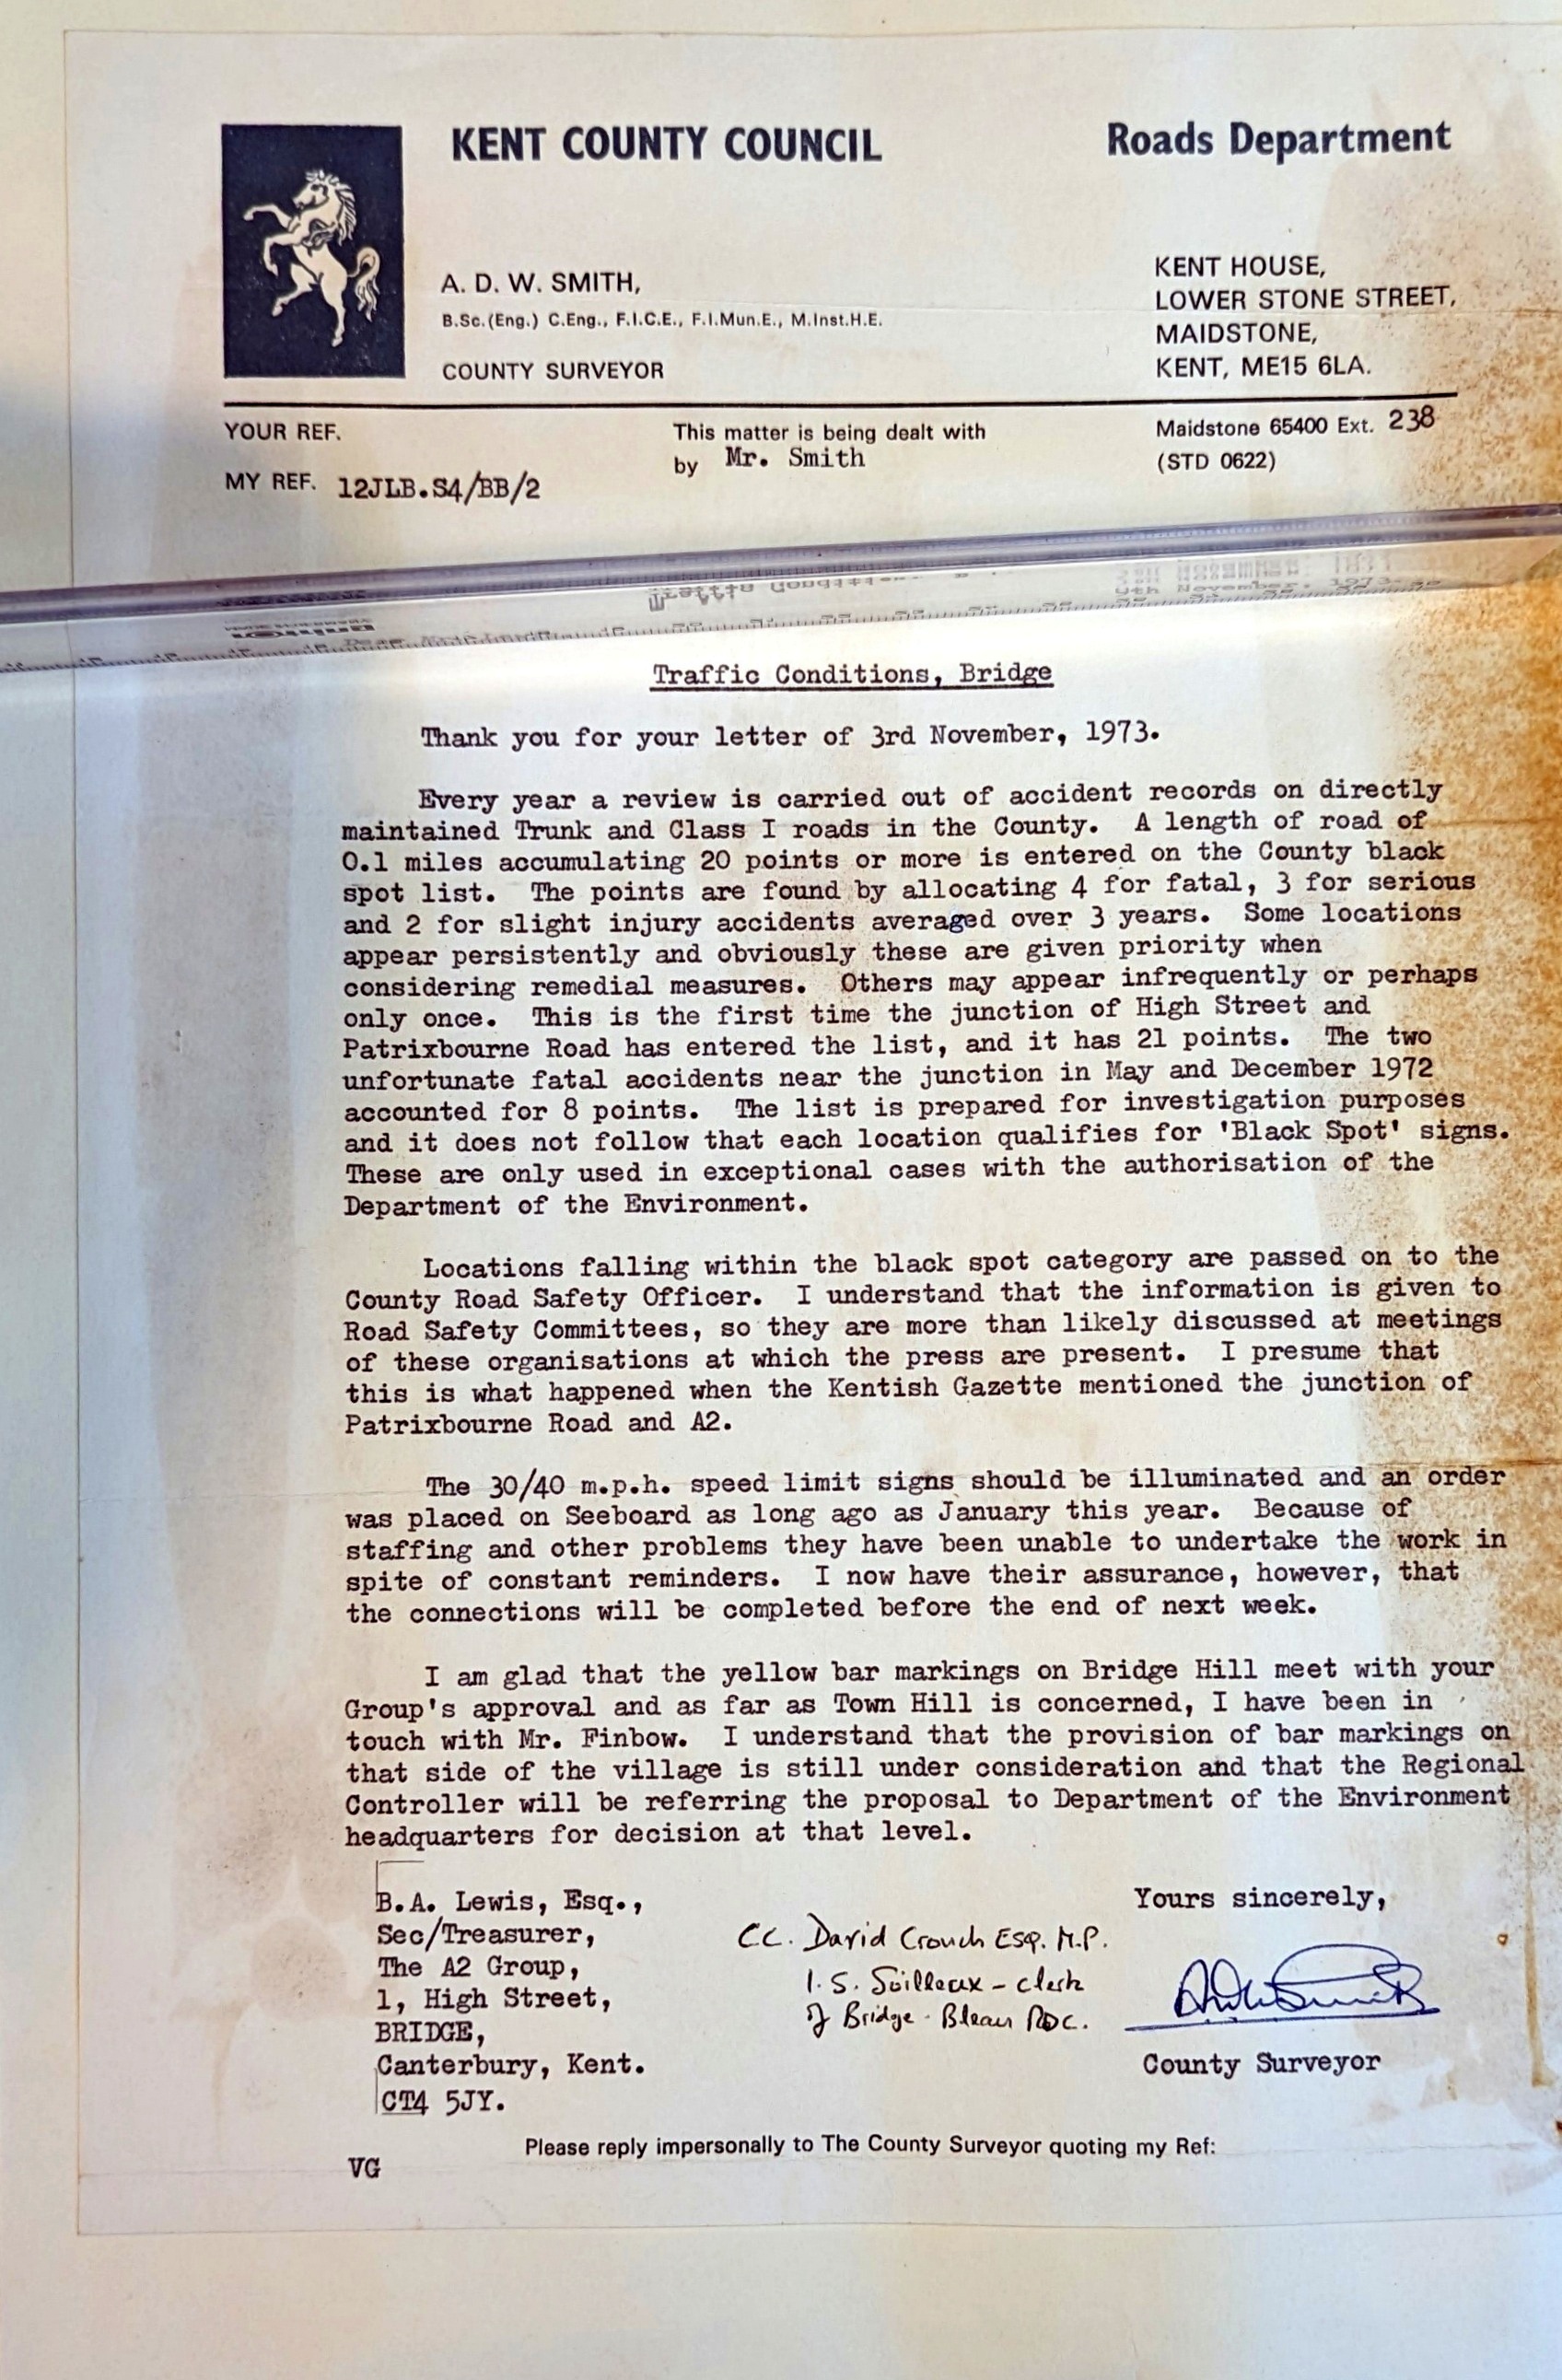 KENT COUNTY COUNCIL
Roads Department
A. D. W. SMITH,
B.Sc.(Eng.) C.Eng., F.I.C.E., F.I.Mun.E., M.Inst.H.E.
COUNTY SURVEYOR
KENT HOUSE,
LOWER STONE STREET,
MAIDSTONE,
KENT, ME15 6LA.
YOUR REF.
MY REF. 12JLB.S4/BB/2
This matter is being dealt with
by Mr. Smith
Maidstone 65400 Ext. 238
(STD 0622)
November, 1973
Traffic Conditions, Bridge
Thank you for your letter of 3rd November, 1973.
Every year a review is carried out of accident records on directly
maintained Trunk and Class I roads in the County. A length of road of
0.1 miles accumulating 20 points or more is entered on the County black
spot list. The points are found by allocating 4 for fatal, 3 for serious
and 2 for slight injury accidents averaged over 3 years. Some locations
appear persistently and obviously these are given priority when
considering remedial measures. Others may appear infrequently or perhaps
only once. This is the first time the junction of High Street and
Patrixbourne Road has entered the list, and it has 21 points. The two
unfortunate fatal accidents near the junction in May and December 1972
accounted for 8 points. The list is prepared for investigation purposes
and it does not follow that each location qualifies for 'Black Spot' signs.
These are only used in exceptional cases with the authorisation of the
Department of the Environment.
Locations falling within the black spot category are passed on to the
County Road Safety Officer. I understand that the information is given to
Road Safety Committees, so they are more than likely discussed at meetings
of these organisations at which the press are present. I presume that
this is what happened when the Kentish Gazette mentioned the junction of
Patrixbourne Road and A2.
The 30/40 m.p.h. speed limit signs should be illuminated and an order
was placed on Seeboard as long ago as January this year. Because of
staffing and other problems they have been unable to undertake the work in
spite of constant reminders. I now have their assurance, however, that
the connections will be completed before the end of next week.
I am glad that the yellow bar markings on Bridge Hill meet with your
Group's approval and as far as Town Hill is concerned, I have been in
touch with Mr. Finbow. I understand that the provision of bar markings on
that side of the village is still under consideration and that the Regional
Controller will be referring the proposal to Department of the Environment
headquarters for decision at that level.
B.A. Lewis, Esq.,
Sec/Treasurer,
The A2 Group,
1, High Street,
BRIDGE,
Canterbury, Kent.
CT4 5JY.
CC. David Crouch Esq. M.P.
I. S. Soilleux - clerk
of Bridge - Blean RDC.
Yours sincerely,
County Surveyor
Please reply impersonally to The County Surveyor quoting my Ref:
VG